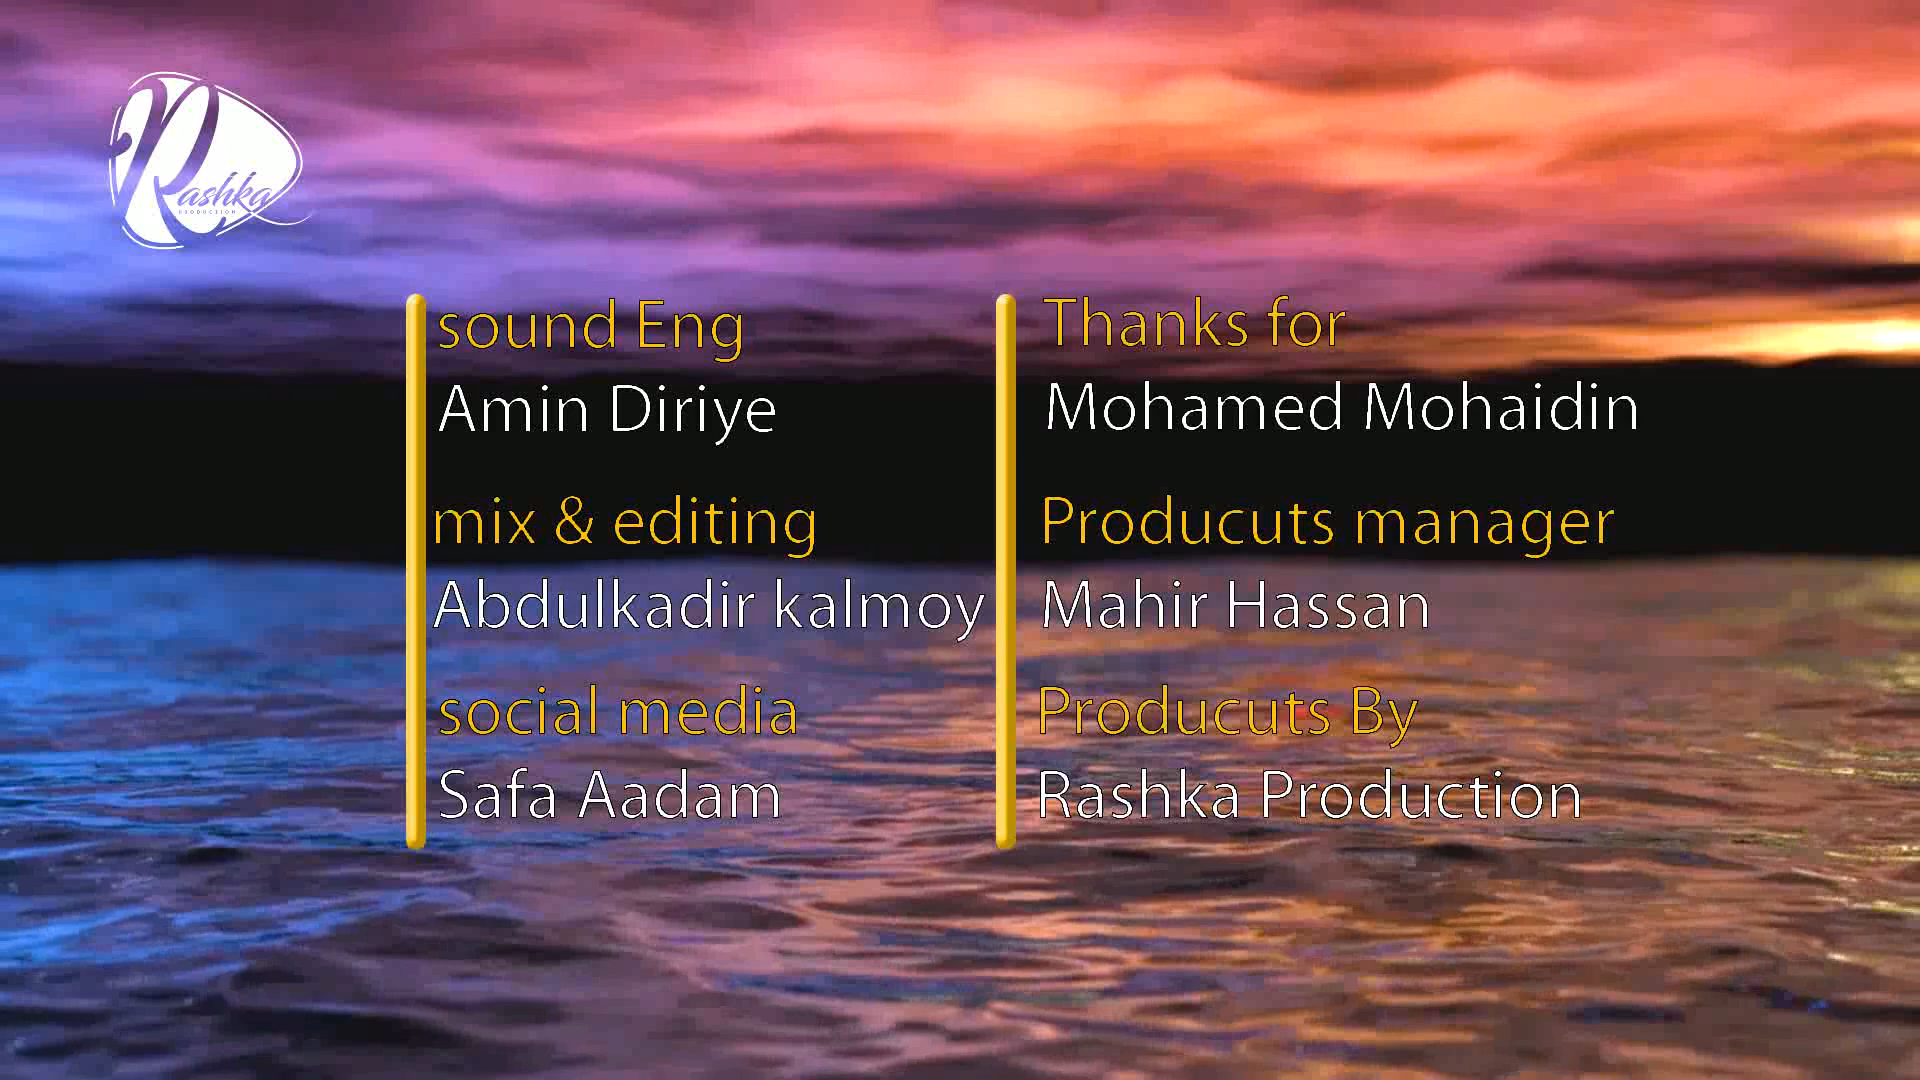 Rashka
PRODUCTION
sound Eng
Amin Diriye
mix & editing
Abdulkadir kalmoy
social media
Safa Aadam
Thanks for
Mohamed Mohaidin
Producuts manager
Mahir Hassan
Producuts By
Rashka Production